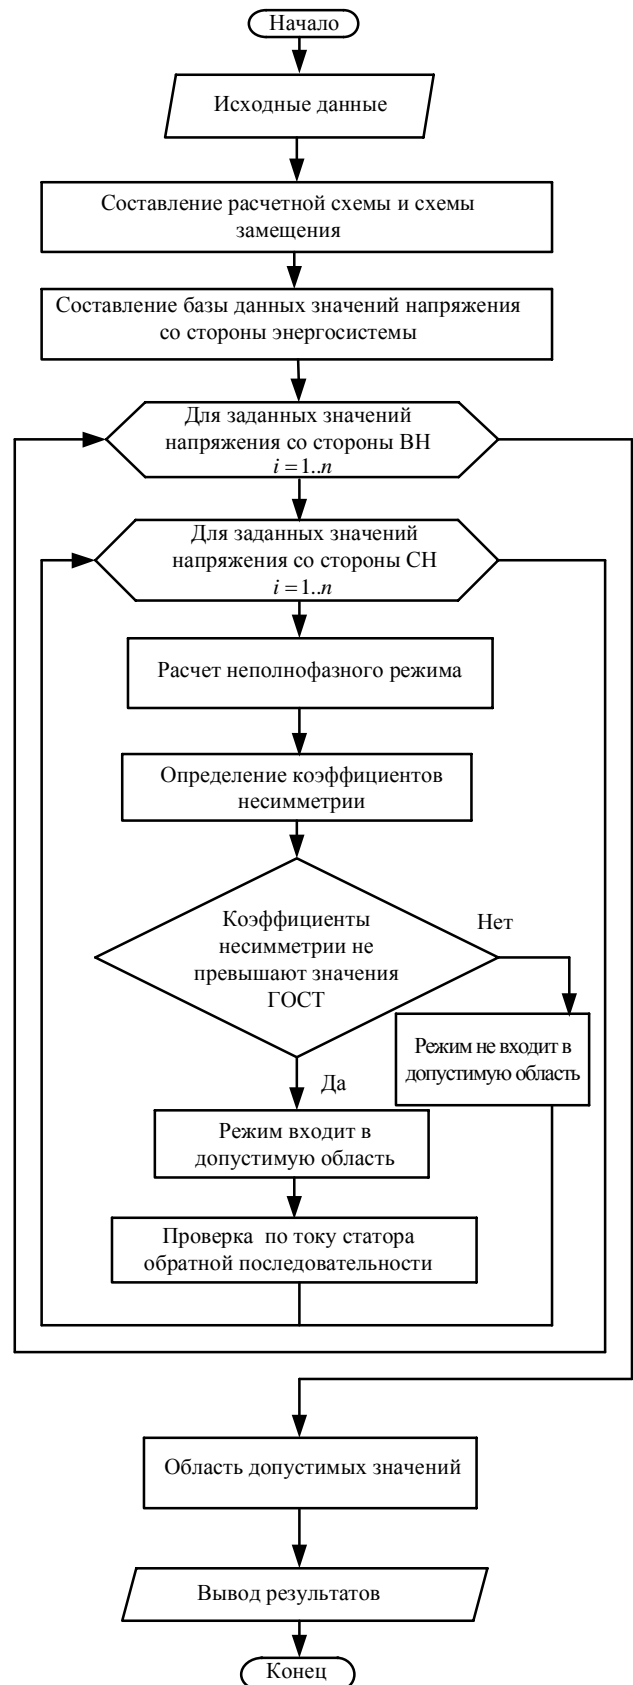 Начало
Исходные данные
Составление расчетной схемы и схемы
замещения
Составление базы данных значений напряжения
со стороны энергосистемы
Для заданных значений
напряжения со стороны ВН
i = 1..n
Для заданных значений
напряжения со стороны СН
i = 1..n
Расчет неполнофазного режима
Определение коэффициентов
несимметрии
Коэффициенты
несимметрии не
превышают значения
ГОСТ
Нет
Режим не входит в
допустимую область
Да
Режим входит в
допустимую область
Проверка по току статора
обратной последовательности
Область допустимых значений
Вывод результатов
Конец